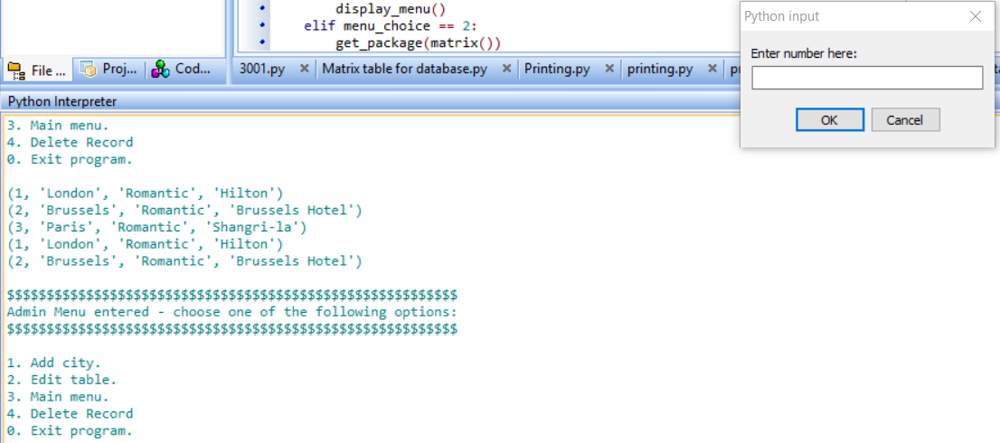 display_menu()
elif menu_choice == 2:
get_package(matrix())
File ...
Proj...
Cod...
3001.py
Matrix table for database.py
Printing.py
printing.py
Python Interpreter
3. Main menu.
4. Delete Record
0. Exit program.
(1, 'London', 'Romantic', 'Hilton')
(2, 'Brussels', 'Romantic', 'Brussels Hotel')
(3, 'Paris', 'Romantic', 'Shangri-la')
(1, 'London', 'Romantic', 'Hilton')
(2, 'Brussels', 'Romantic', 'Brussels Hotel')
$$$$$$$$$$$$$$$$$$$$$$$$$$$$$$$$$$$$$$$$$$$$$$$$$$$$$$$$$
Admin Menu entered - choose one of the following options:
$$$$$$$$$$$$$$$$$$$$$$$$$$$$$$$$$$$$$$$$$$$$$$$$$$$$$$$$$
1. Add city.
2. Edit table.
3. Main menu.
4. Delete Record
0. Exit program.
Python input
Enter number here:
OK
Cancel